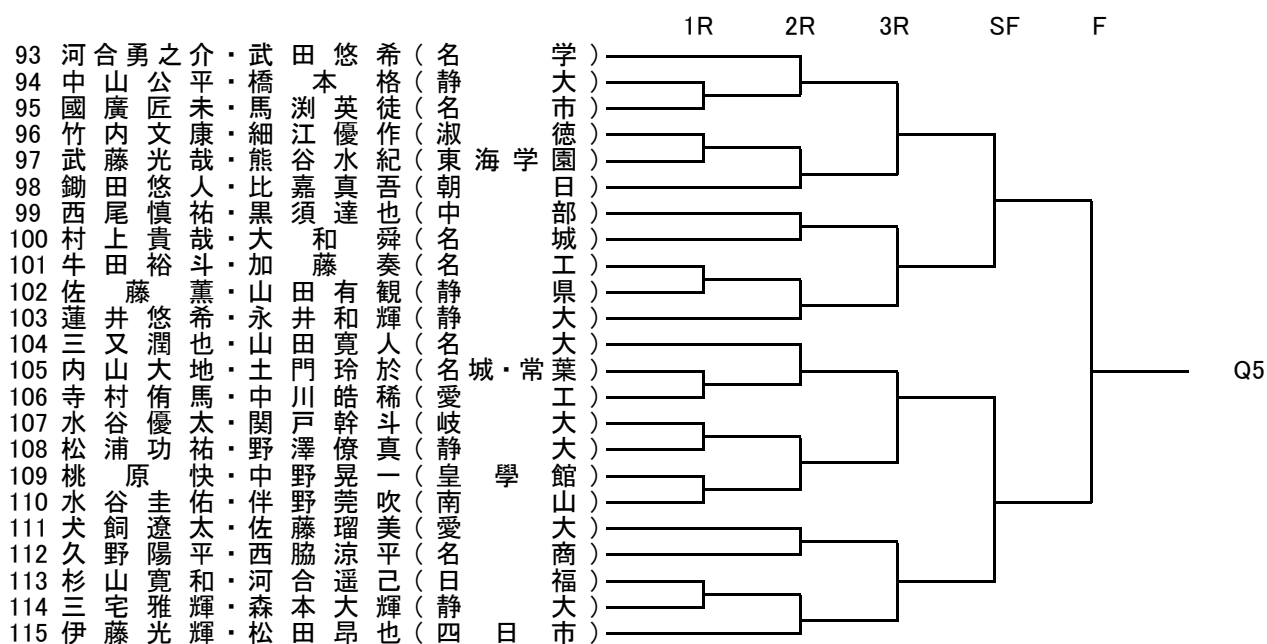 1R 2R 3R SF F
93 河合勇之介・武田悠希(名学)
94 中山公平・橋本格(静大)
95 國廣匠未・馬渕英徒(名市)
96 竹内文康・細江優作(淑徳)
97 武藤光哉・熊谷水紀(東海学園)
98 鋤田悠人・比嘉真吾(朝日)
99 西尾慎祐・黒須達也(中部)
100 村上貴哉・大和舜(名城)
101 牛田裕斗・加藤奏(名工)
102 佐藤薫・山田有観(静県)
103 蓮井悠希・永井和輝(静大)
104 三又潤也・山田寛人(名大)
105 内山大地・土門玲於(名城・常葉)
106 寺村侑馬・中川皓稀(愛工)
107 水谷優太・関戸幹斗(岐大)
108 松浦功祐・野澤僚真(静大)
109 桃原快・中野晃一(皇學館)
110 水谷圭佑・伴野莞吹(南山)
111 犬飼遼太・佐藤瑠美(愛大)
112 久野陽平・西脇涼平(名商)
113 杉山寛和・河合遥己(日福)
114 三宅雅輝・森本大輝(静大)
115 伊藤光輝・松田昂也(四日市)
Q5